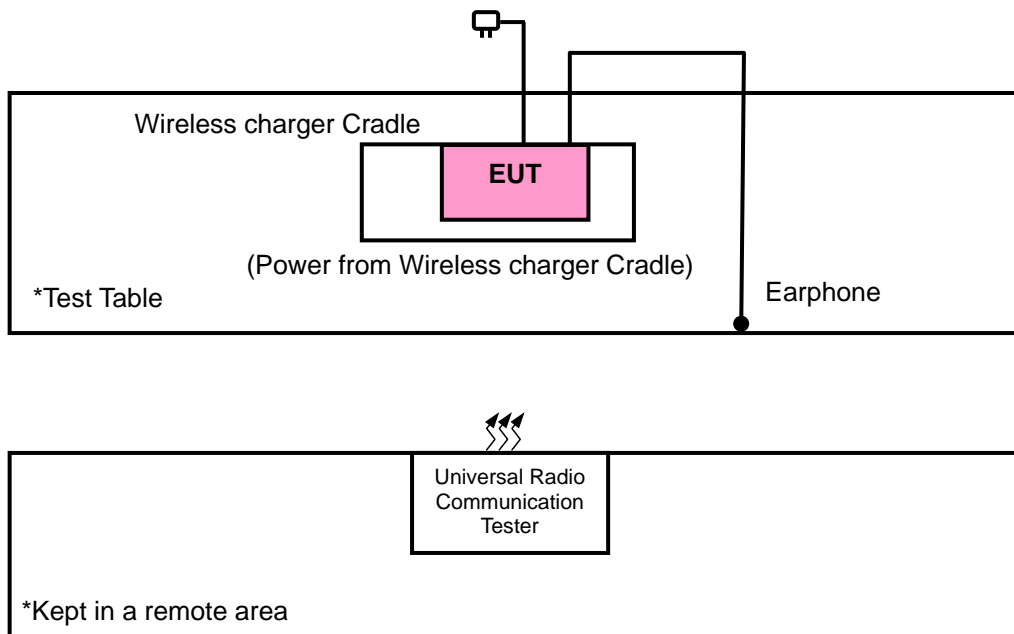 Wireless charger Cradle
EUT
(Power from Wireless charger Cradle)
*Test Table
Earphone
Universal Radio
Communication
Tester
*Kept in a remote area